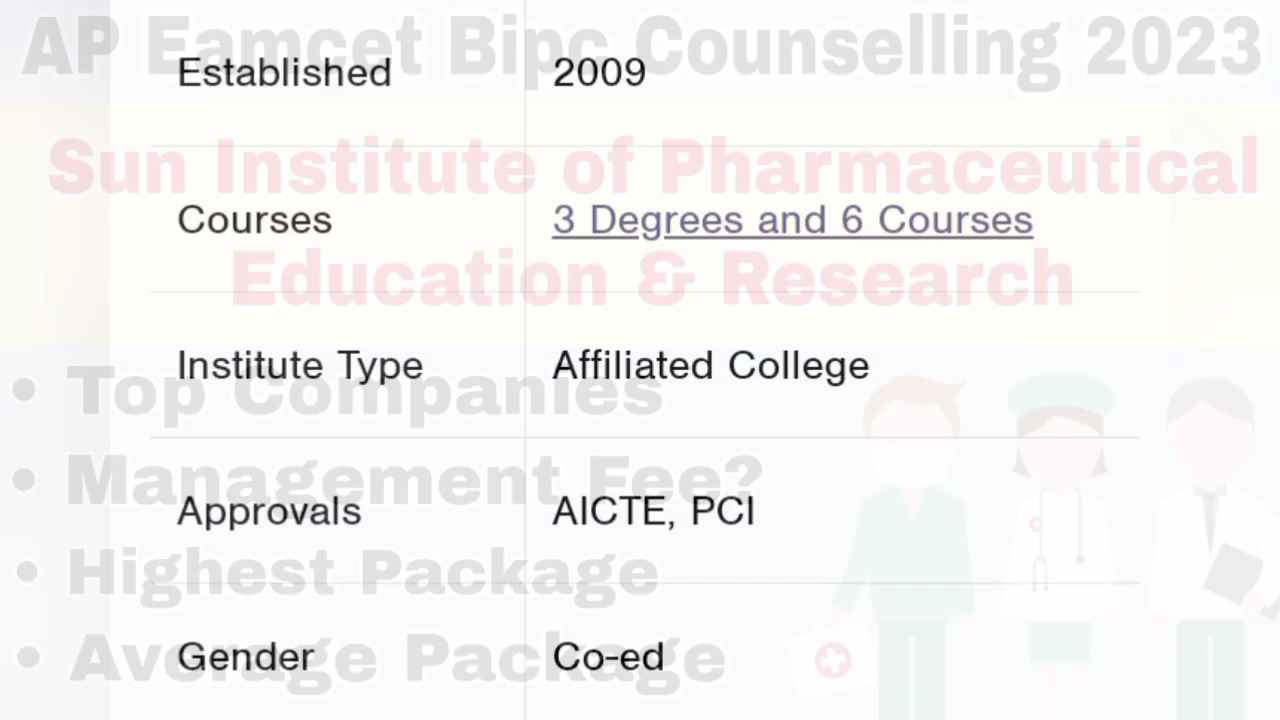 AP Eamcet Bipc Counselling 2023
Established 2009
Sun Institute of Pharmaceutical
Courses 3 Degrees and 6 Courses
Education & Research
Institute Type Affiliated College
• Top Companies
• Management Fee?
Approvals AICTE, PCI
• Highest Package
• Average Package
Gender Co-ed